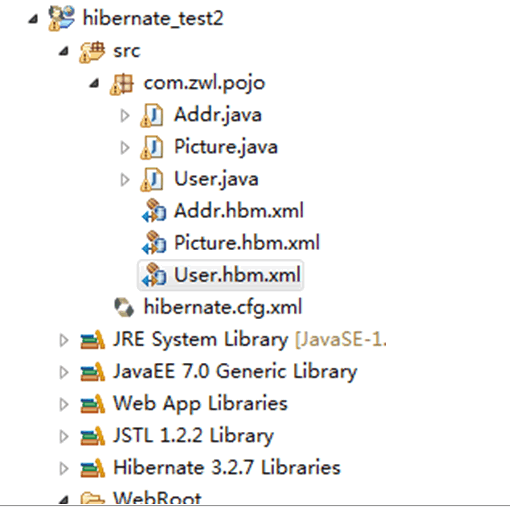 hibernate_test2
src
com.zwl.pojo
Addr.java
Picture.java
User.java
Addr.hbm.xml
Picture.hbm.xml
User.hbm.xml
hibernate.cfg.xml
JRE System Library [JavaSE-1.
JavaEE 7.0 Generic Library
Web App Libraries
JSTL 1.2.2 Library
Hibernate 3.2.7 Libraries
WebRoot